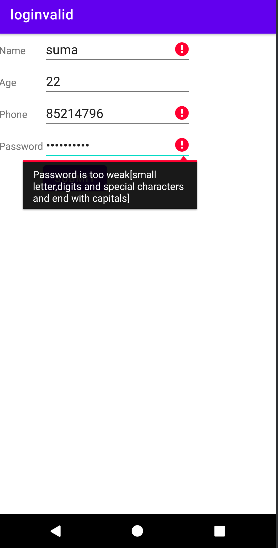 loginvalid
Name suma
Age 22
Phone 85214796
Password ••••••••••
Password is too weak[small
letter,digits and special characters
and end with capitals]